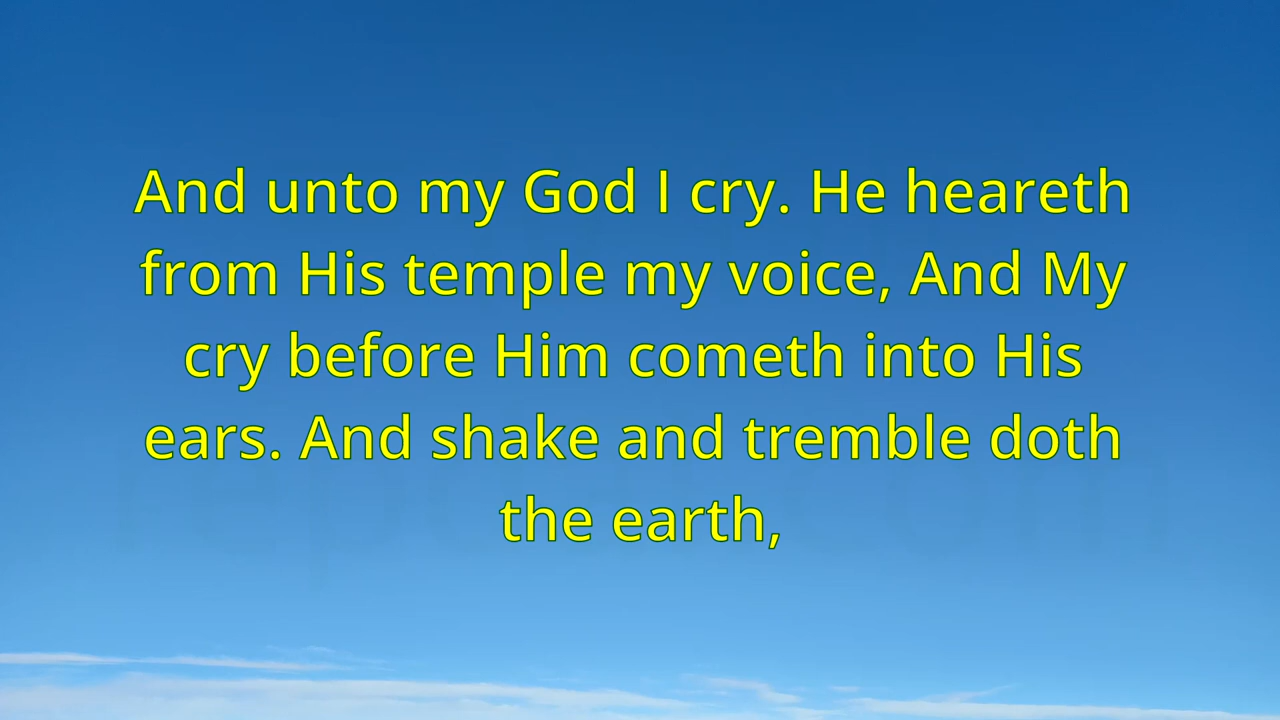 And unto my God I cry. He heareth
from His temple my voice, And My
cry before Him cometh into His
ears. And shake and tremble doth
the earth,